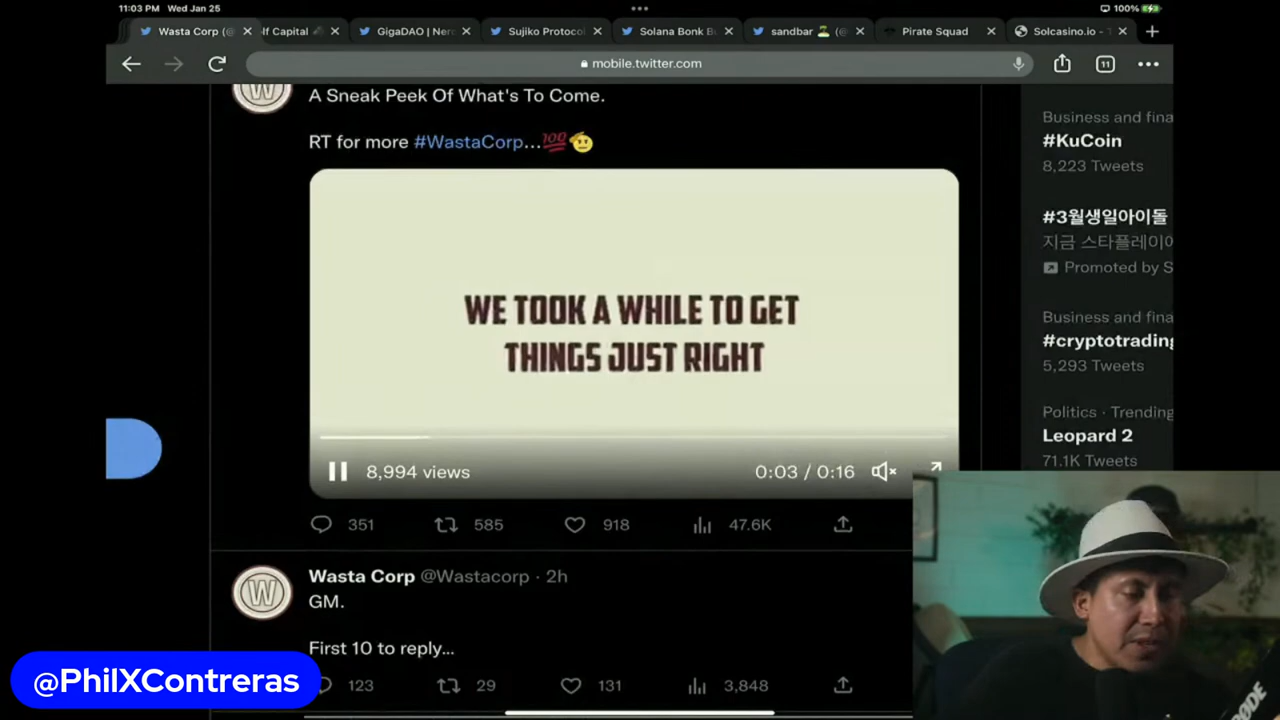 11:03 PM Wed Jan 25
100%
Wasta Corp (@
lf Capital
GigaDAO | Ner
Sujiko Protocol
Solana Bonk B
sandbar
Pirate Squad
Solcasino.io - T
mobile.twitter.com
11
W
A Sneak Peek Of What's To Come.
RT for more #WastaCorp...💯🫡
WE TOOK A WHILE TO GET
THINGS JUST RIGHT
8,994 views
0:03 / 0:16
351
585
918
47.6K
W
Wasta Corp @Wastacorp · 2h
GM.
First 10 to reply...
123
29
131
3,848
Business and fina
#KuCoin
8,223 Tweets
#3월생일아이돌
지금 스타플레이어
Promoted by S
Business and fina
#cryptotrading
5,293 Tweets
Politics · Trending
Leopard 2
71.1K Tweets
@PhilXContreras